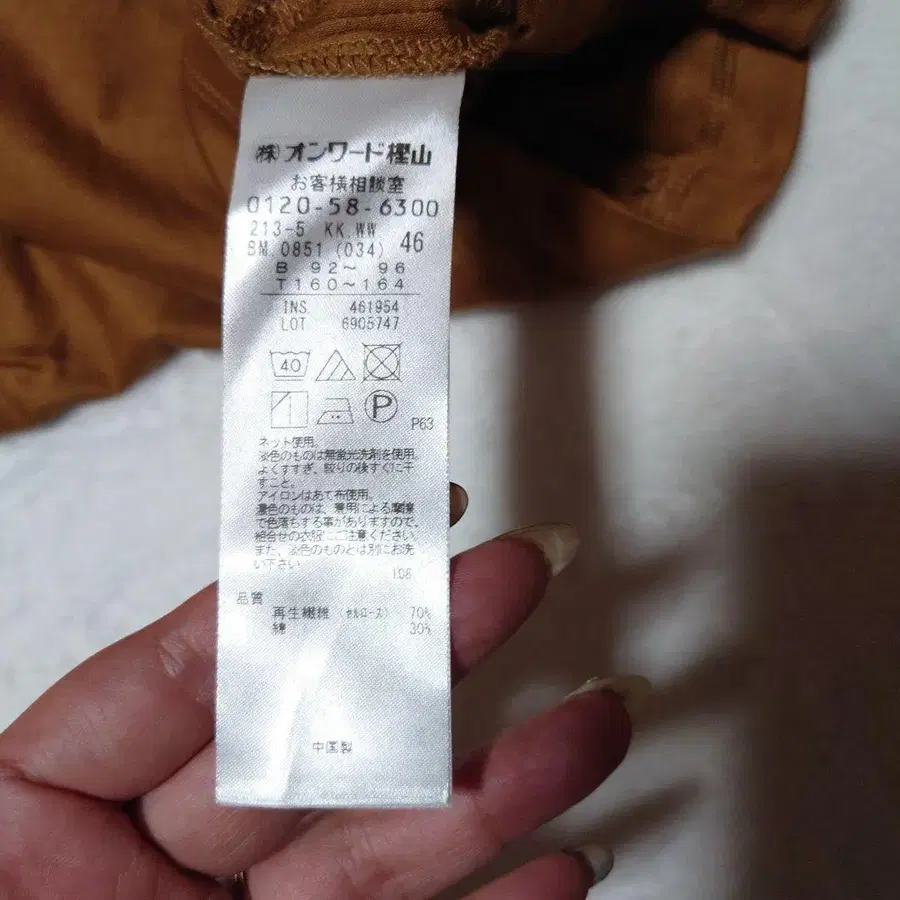 (株)オンワード樫山
お客様相談室
0120-58-6300
213-5 KK.WW
BM.0851 (034) 46
B 92~ 96
T160~164
INS. 461954
LOT 6905747
40
P
P63
ネット使用。
淡色のものは無蛍光洗剤を使用。
よくすすぎ、絞りの後すぐに干
すこと。
アイロンはあて布使用。
濃色のものは、着用による摩擦
で色落ちする事がありますので、
組合せの衣服にご注意ください。
また、淡色のものとは別にお洗
い下さい。
108
品質
再生繊維 (セルロース) 70%
綿 30%
中国製